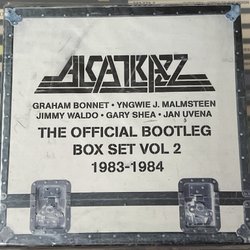 ALCATRAZZ
GRAHAM BONNET • YNGWIE J. MALMSTEEN
JIMMY WALDO • GARY SHEA • JAN UVENA
THE OFFICIAL BOOTLEG
BOX SET VOL 2
1983-1984